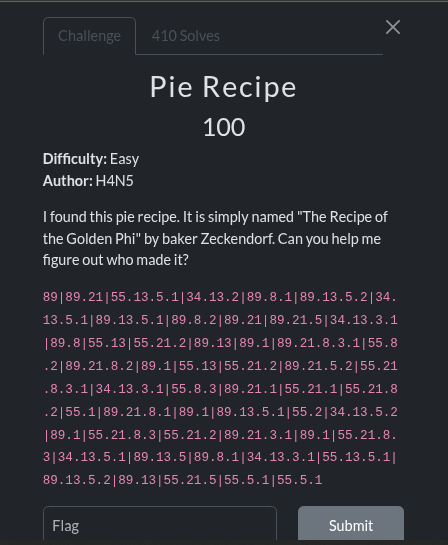 Challenge 410 Solves
Pie Recipe
100
Difficulty: Easy
Author: H4N5
I found this pie recipe. It is simply named "The Recipe of
the Golden Phi" by baker Zeckendorf. Can you help me
figure out who made it?
89|89.21|55.13.5.1|34.13.2|89.8.1|89.13.5.2|34.
13.5.1|89.13.5.1|89.8.2|89.21|89.21.5|34.13.3.1
|89.8|55.13|55.21.2|89.13|89.1|89.21.8.3.1|55.8
.2|89.21.8.2|89.1|55.13|55.21.2|89.21.5.2|55.21
.8.3.1|34.13.3.1|55.8.3|89.21.1|55.21.1|55.21.8
.2|55.1|89.21.8.1|89.1|89.13.5.1|55.2|34.13.5.2
|89.1|55.21.8.3|55.21.2|89.21.3.1|89.1|55.21.8.
3|34.13.5.1|89.13.5|89.8.1|34.13.3.1|55.13.5.1|
89.13.5.2|89.13|55.21.5|55.5.1|55.5.1
Flag Submit